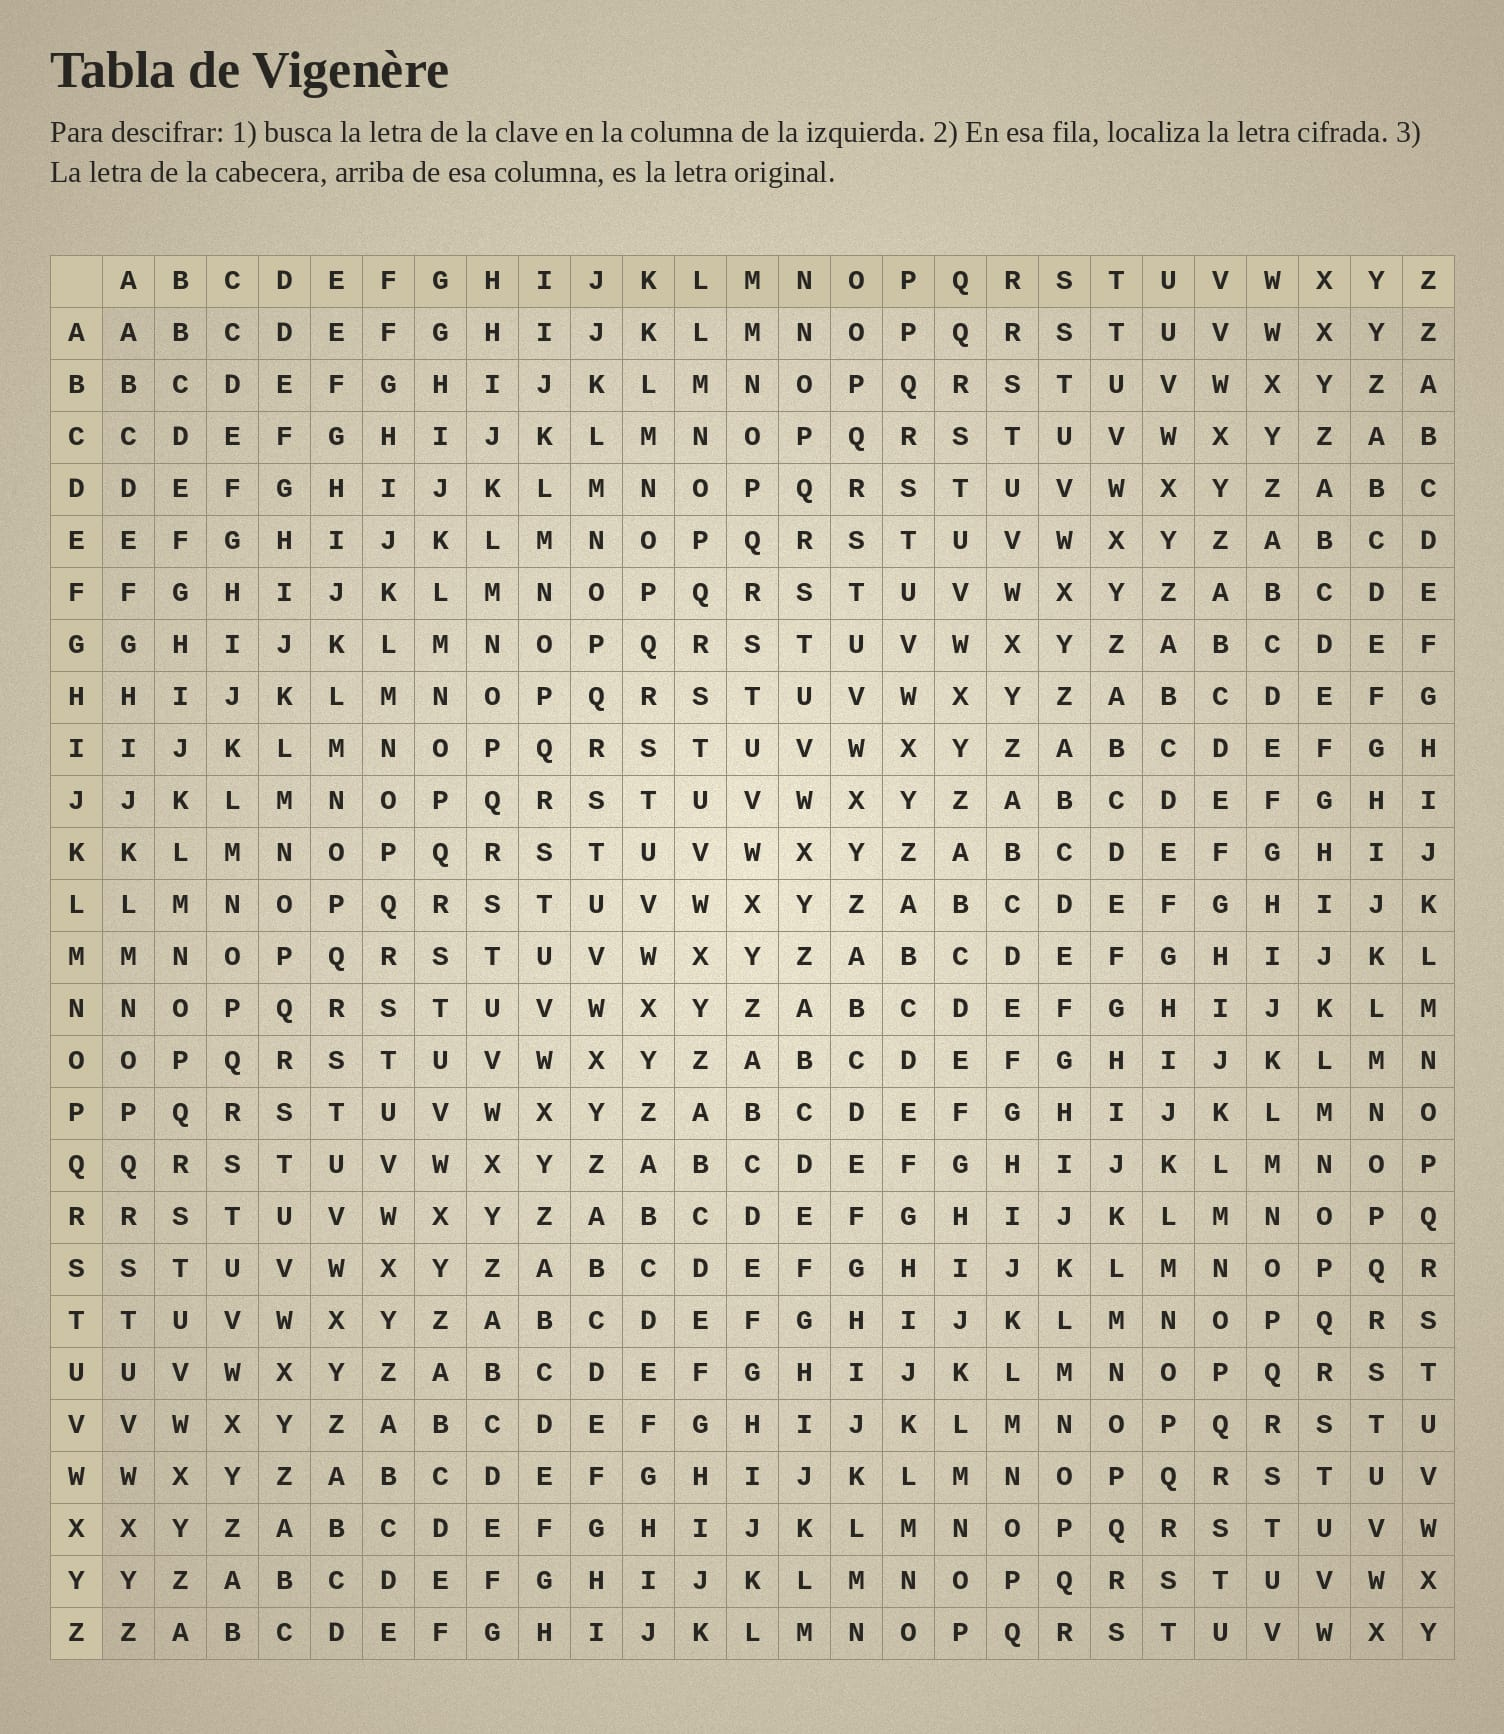 Tabla de Vigenère
Para descifrar: 1) busca la letra de la clave en la columna de la izquierda. 2) En esa fila, localiza la letra cifrada. 3)
La letra de la cabecera, arriba de esa columna, es la letra original.
A B C D E F G H I J K L M N O P Q R S T U V W X Y Z
A A B C D E F G H I J K L M N O P Q R S T U V W X Y Z
B B C D E F G H I J K L M N O P Q R S T U V W X Y Z A
C C D E F G H I J K L M N O P Q R S T U V W X Y Z A B
D D E F G H I J K L M N O P Q R S T U V W X Y Z A B C
E E F G H I J K L M N O P Q R S T U V W X Y Z A B C D
F F G H I J K L M N O P Q R S T U V W X Y Z A B C D E
G G H I J K L M N O P Q R S T U V W X Y Z A B C D E F
H H I J K L M N O P Q R S T U V W X Y Z A B C D E F G
I I J K L M N O P Q R S T U V W X Y Z A B C D E F G H
J J K L M N O P Q R S T U V W X Y Z A B C D E F G H I
K K L M N O P Q R S T U V W X Y Z A B C D E F G H I J
L L M N O P Q R S T U V W X Y Z A B C D E F G H I J K
M M N O P Q R S T U V W X Y Z A B C D E F G H I J K L
N N O P Q R S T U V W X Y Z A B C D E F G H I J K L M
O O P Q R S T U V W X Y Z A B C D E F G H I J K L M N
P P Q R S T U V W X Y Z A B C D E F G H I J K L M N O
Q Q R S T U V W X Y Z A B C D E F G H I J K L M N O P
R R S T U V W X Y Z A B C D E F G H I J K L M N O P Q
S S T U V W X Y Z A B C D E F G H I J K L M N O P Q R
T T U V W X Y Z A B C D E F G H I J K L M N O P Q R S
U U V W X Y Z A B C D E F G H I J K L M N O P Q R S T
V V W X Y Z A B C D E F G H I J K L M N O P Q R S T U
W W X Y Z A B C D E F G H I J K L M N O P Q R S T U V
X X Y Z A B C D E F G H I J K L M N O P Q R S T U V W
Y Y Z A B C D E F G H I J K L M N O P Q R S T U V W X
Z Z A B C D E F G H I J K L M N O P Q R S T U V W X Y